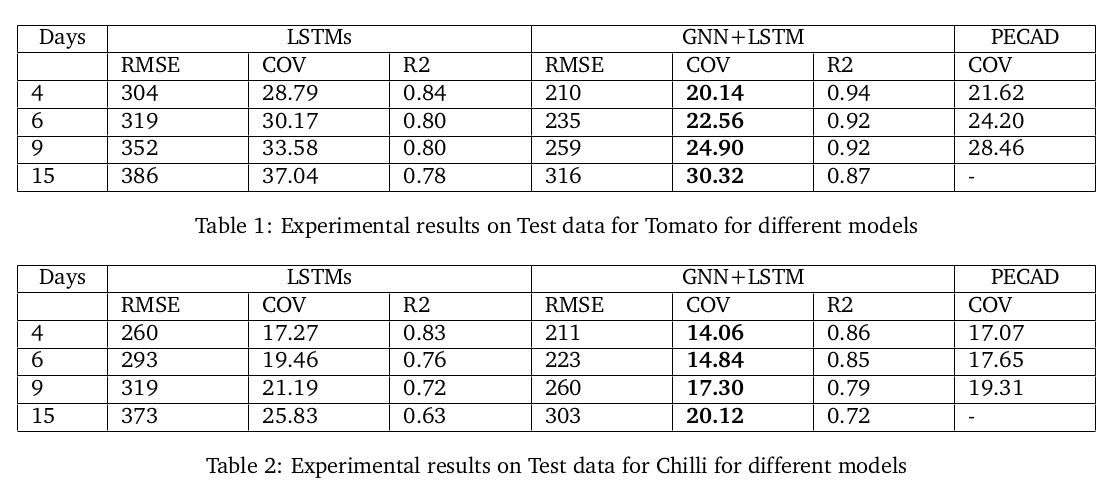 Days LSTMs GNN+LSTM PECAD
RMSE COV R2 RMSE COV R2 COV
4 304 28.79 0.84 210 20.14 0.94 21.62
6 319 30.17 0.80 235 22.56 0.92 24.20
9 352 33.58 0.80 259 24.90 0.92 28.46
15 386 37.04 0.78 316 30.32 0.87 -
Table 1: Experimental results on Test data for Tomato for different models
Days LSTMs GNN+LSTM PECAD
RMSE COV R2 RMSE COV R2 COV
4 260 17.27 0.83 211 14.06 0.86 17.07
6 293 19.46 0.76 223 14.84 0.85 17.65
9 319 21.19 0.72 260 17.30 0.79 19.31
15 373 25.83 0.63 303 20.12 0.72 -
Table 2: Experimental results on Test data for Chilli for different models